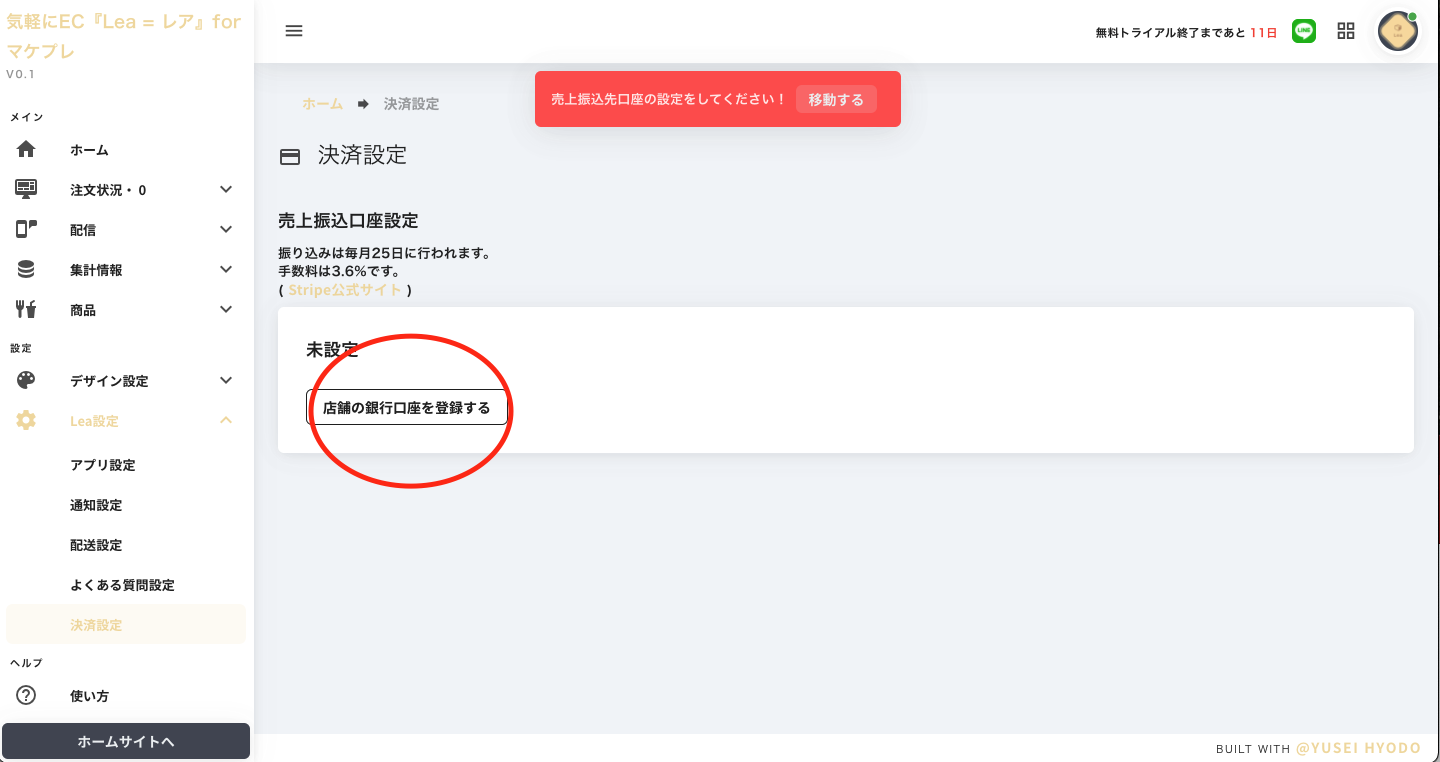 気軽にEC『Lea = レア』for
マケプレ
V0.1
メイン
ホーム
注文状況・ 0
配信
集計情報
商品
設定
デザイン設定
Lea設定
アプリ設定
通知設定
配送設定
よくある質問設定
決済設定
ヘルプ
使い方
ホームサイトへ
無料トライアル終了まであと 11日
LINE
売上振込先口座の設定をしてください！ 移動する
ホーム 決済設定
決済設定
売上振込口座設定
振り込みは毎月25日に行われます。
手数料は3.6%です。
( Stripe公式サイト )
未設定
店舗の銀行口座を登録する
BUILT WITH @YUSEI HYODO